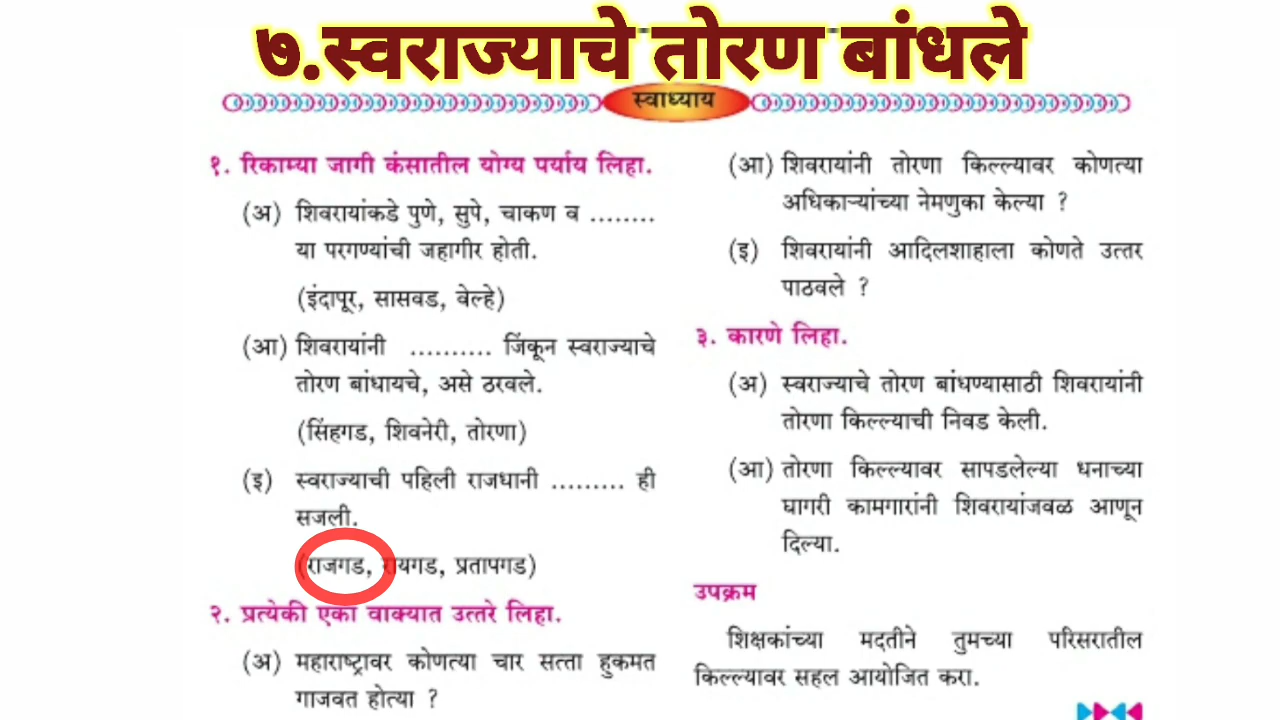 ७.स्वराज्याचे तोरण बांधले
स्वाध्याय
१. रिकाम्या जागी कंसातील योग्य पर्याय लिहा.
(अ) शिवरायांकडे पुणे, सुपे, चाकण व ........
या परगण्यांची जहागीर होती.
(इंदापूर, सासवड, वेल्हे)
(आ) शिवरायांनी .......... जिंकून स्वराज्याचे
तोरण बांधायचे, असे ठरवले.
(सिंहगड, शिवनेरी, तोरणा)
(इ) स्वराज्याची पहिली राजधानी ......... ही
सजली.
(राजगड, रायगड, प्रतापगड)
२. प्रत्येकी एका वाक्यात उत्तरे लिहा.
(अ) महाराष्ट्रावर कोणत्या चार सत्ता हुकमत
गाजवत होत्या ?
(आ) शिवरायांनी तोरणा किल्ल्यावर कोणत्या
अधिकाऱ्यांच्या नेमणुका केल्या ?
(इ) शिवरायांनी आदिलशाहाला कोणते उत्तर
पाठवले ?
३. कारणे लिहा.
(अ) स्वराज्याचे तोरण बांधण्यासाठी शिवरायांनी
तोरणा किल्ल्याची निवड केली.
(आ) तोरणा किल्ल्यावर सापडलेल्या धनाच्या
घागरी कामगारांनी शिवरायांजवळ आणून
दिल्या.
उपक्रम
शिक्षकांच्या मदतीने तुमच्या परिसरातील
किल्ल्यावर सहल आयोजित करा.